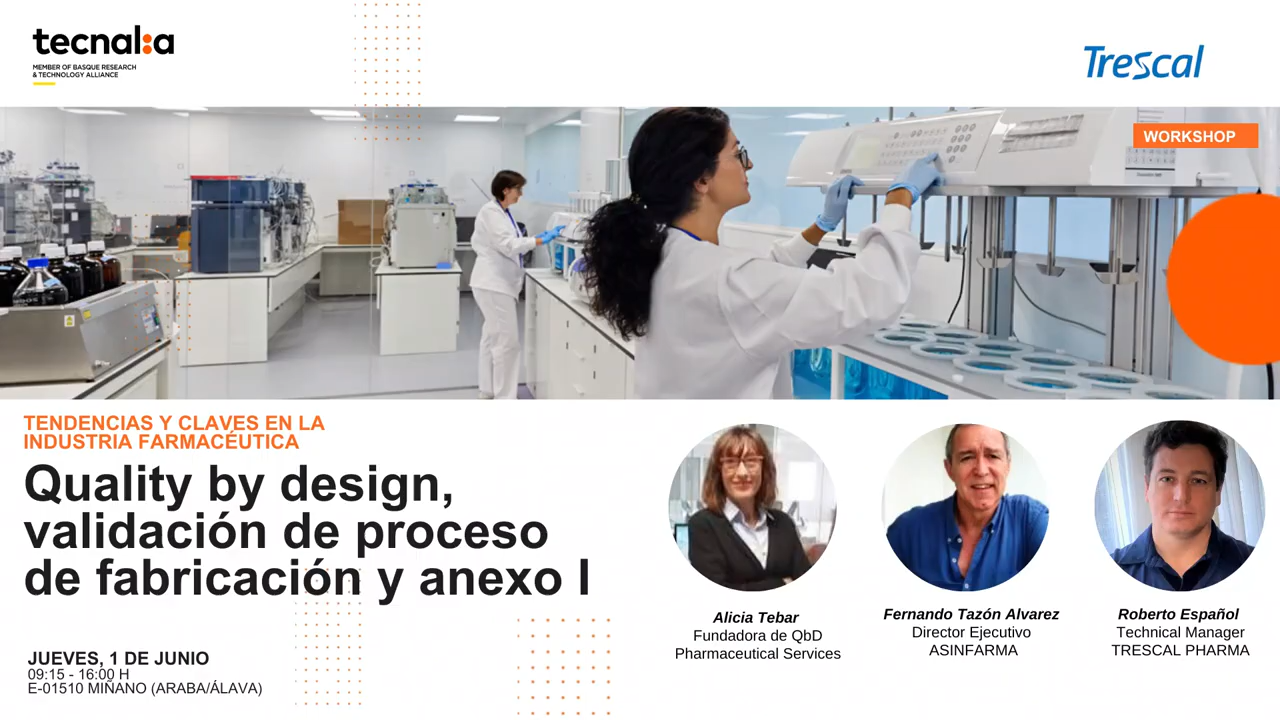 tecnalia
MEMBER OF BASQUE RESEARCH
& TECHNOLOGY ALLIANCE
Trescal
WORKSHOP
TENDENCIAS Y CLAVES EN LA
INDUSTRIA FARMACÉUTICA
Quality by design,
validación de proceso
de fabricación y anexo I
JUEVES, 1 DE JUNIO
09:15 - 16:00 H
E-01510 MIÑANO (ARABA/ÁLAVA)
Alicia Tebar
Fundadora de QbD
Pharmaceutical Services
Fernando Tazón Alvarez
Director Ejecutivo
ASINFARMA
Roberto Español
Technical Manager
TRESCAL PHARMA